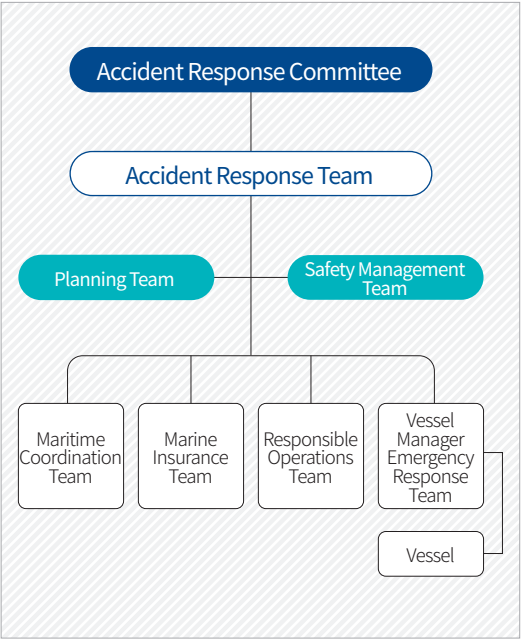 Accident Response Committee
Accident Response Team
Planning Team
Safety Management
Team
Maritime
Coordination
Team
Marine
Insurance
Team
Responsible
Operations
Team
Vessel
Manager
Emergency
Response
Team
Vessel